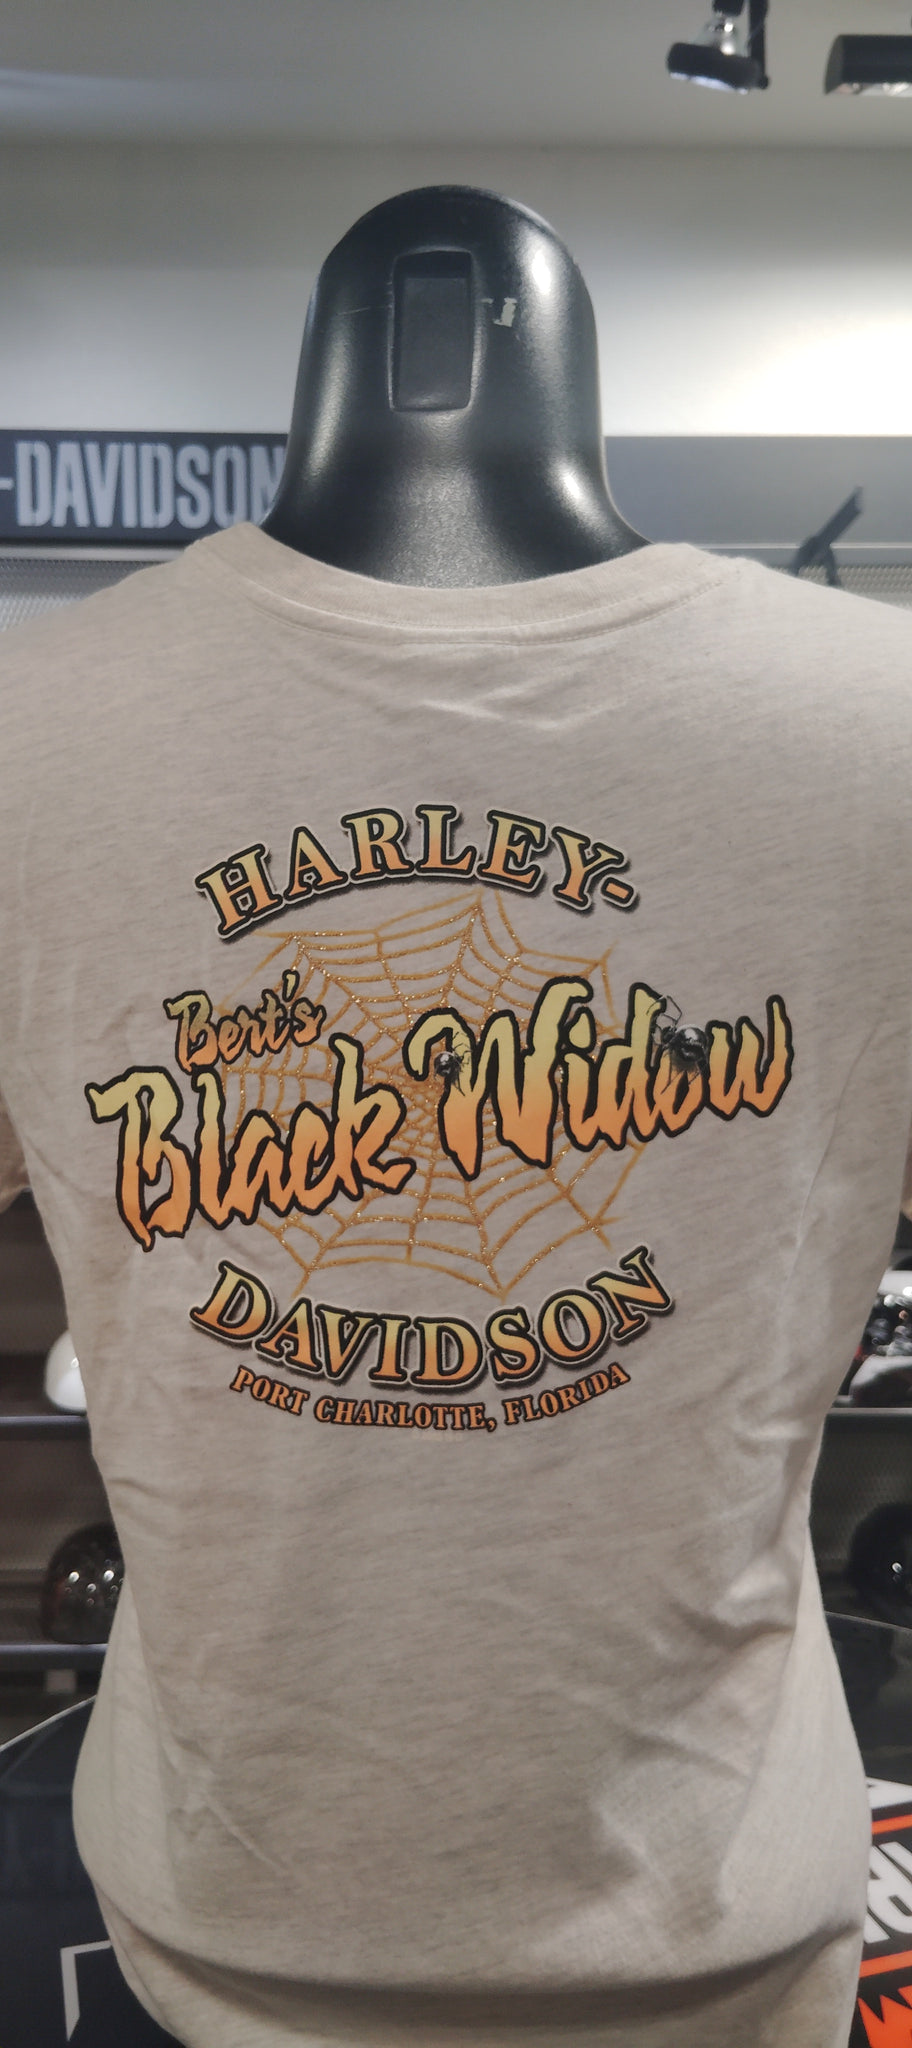 -DAVIDSON
HARLEY-
Bert's
Black Widow
DAVIDSON
PORT CHARLOTTE, FLORIDA